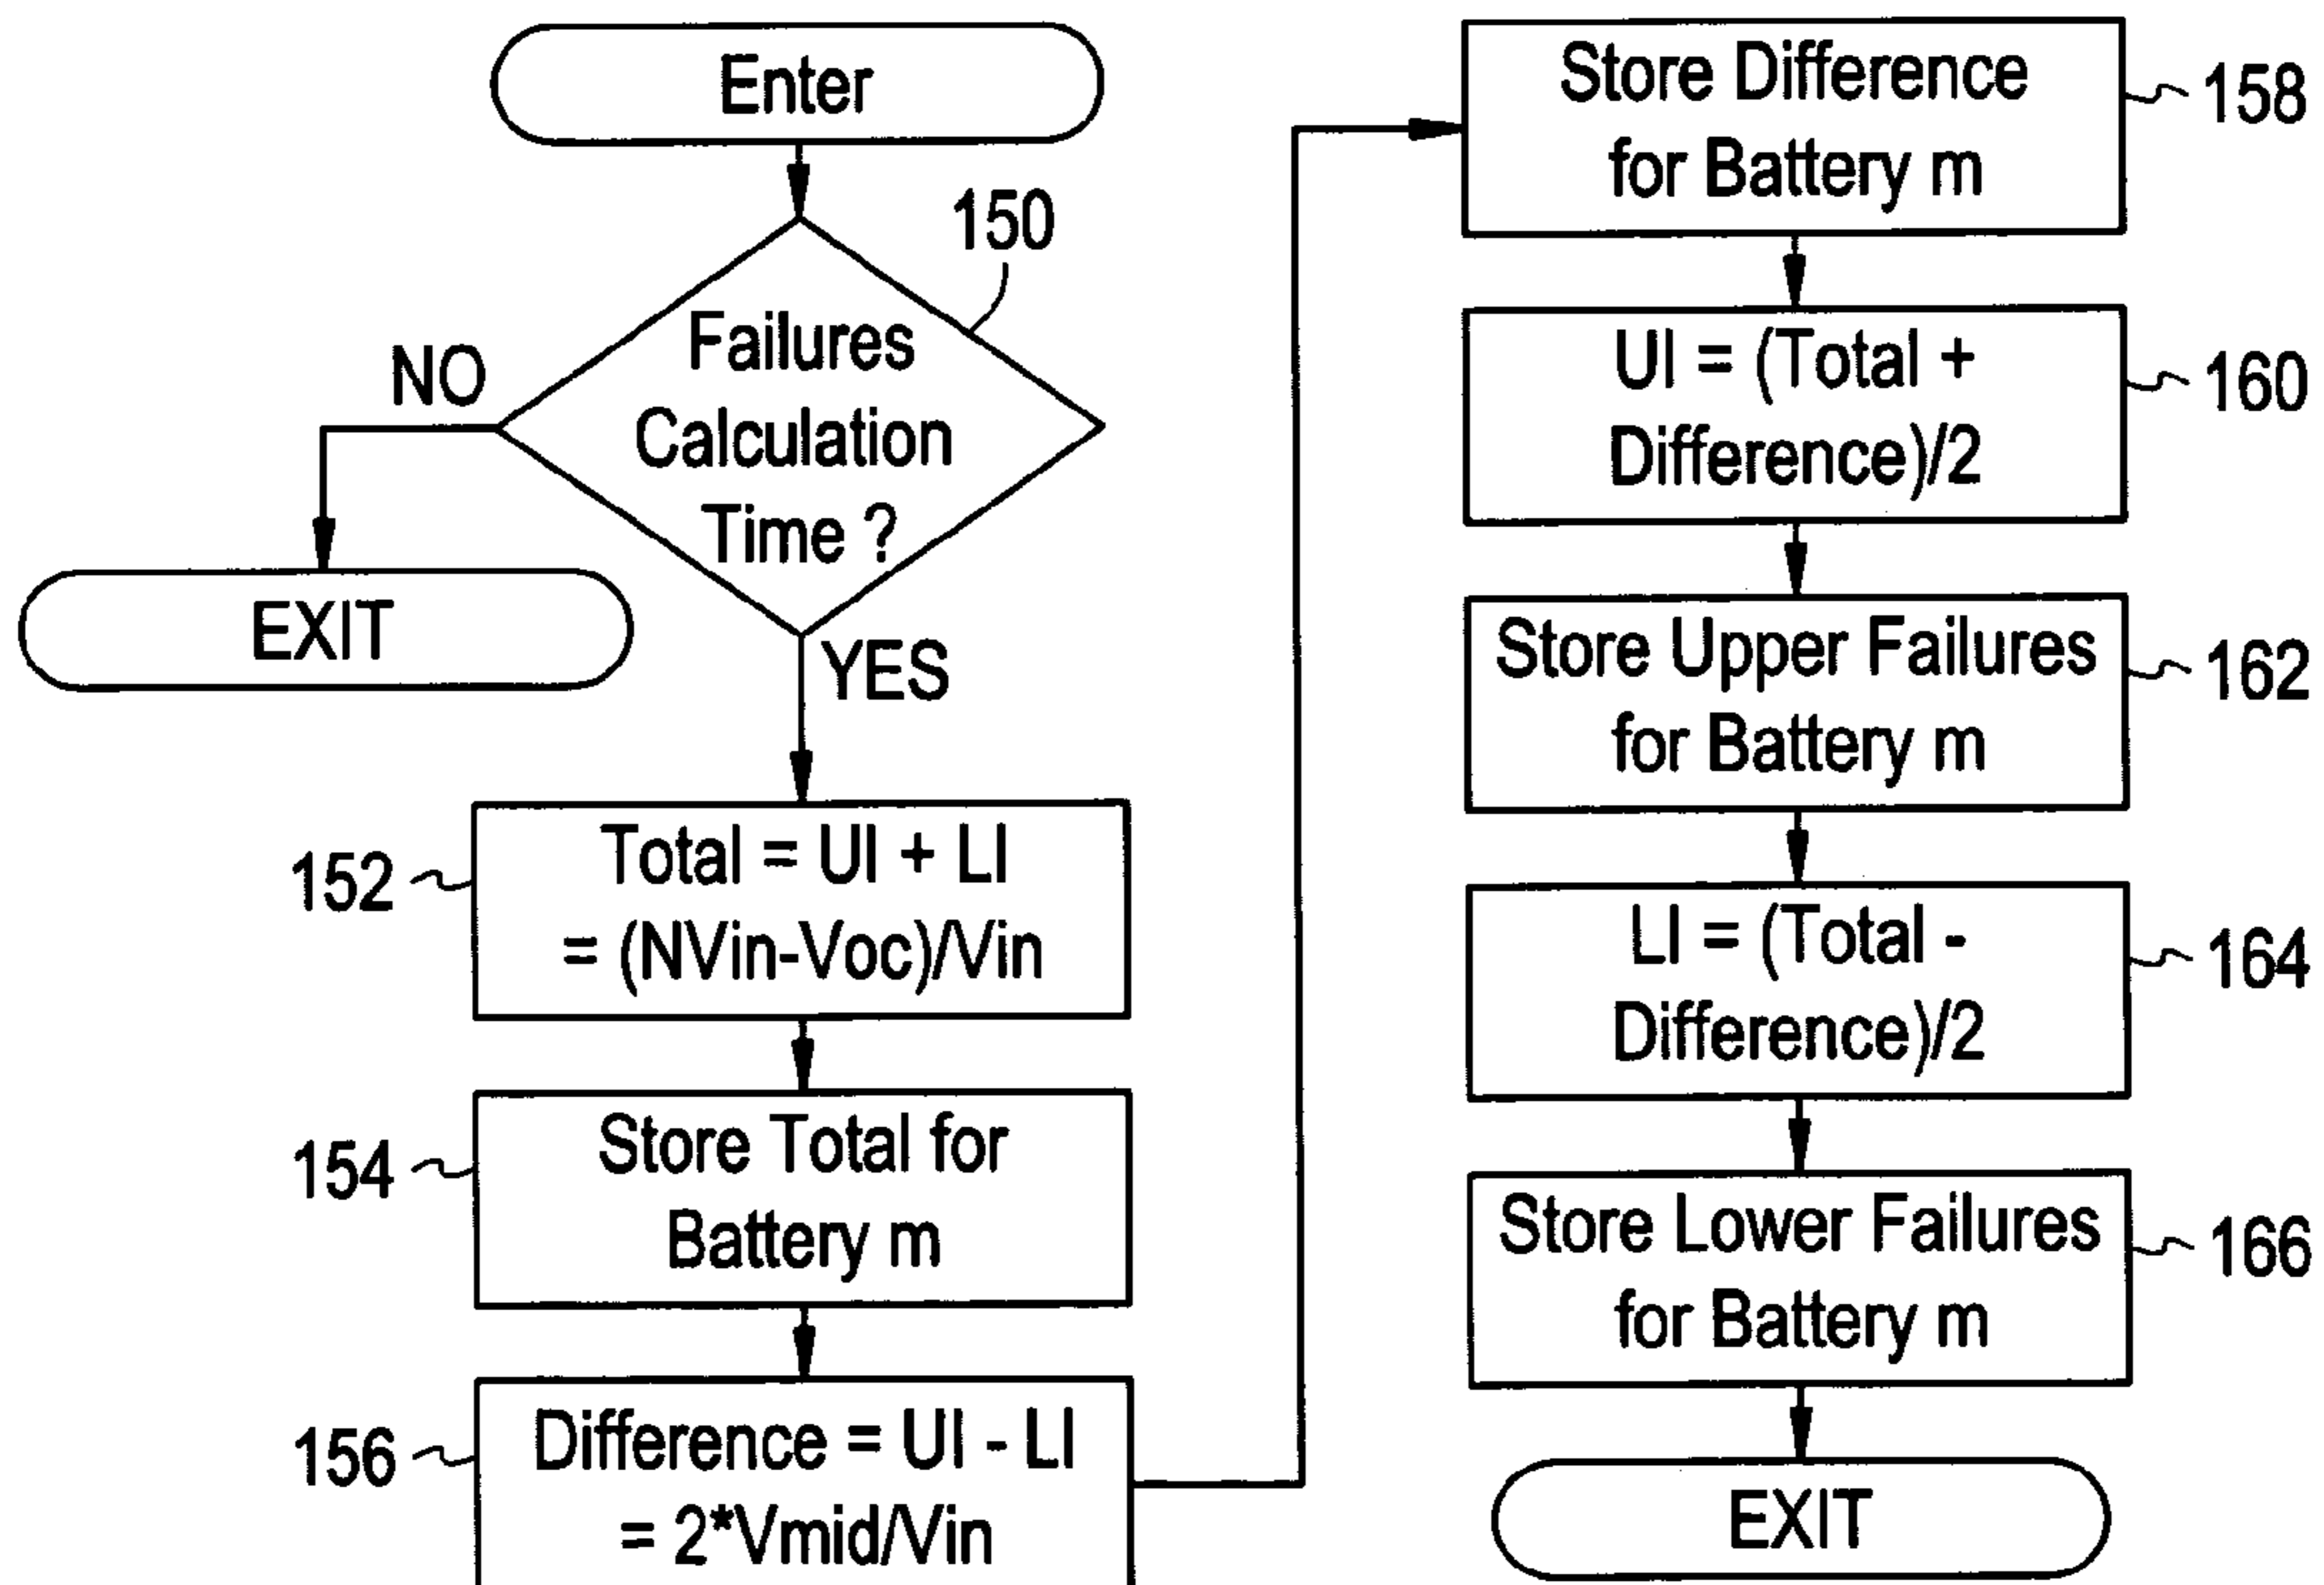 Enter
150
Failures
Calculation
Time ?
NO
EXIT
YES
152
Total = UI + LI
= (NVin-Voc)/Vin
154
Store Total for
Battery m
156
Difference = UI - LI
= 2*Vmid/Vin
Store Difference
for Battery m
158
UI = (Total +
Difference)/2
160
Store Upper Failures
for Battery m
162
LI = (Total -
Difference)/2
164
Store Lower Failures
for Battery m
166
EXIT